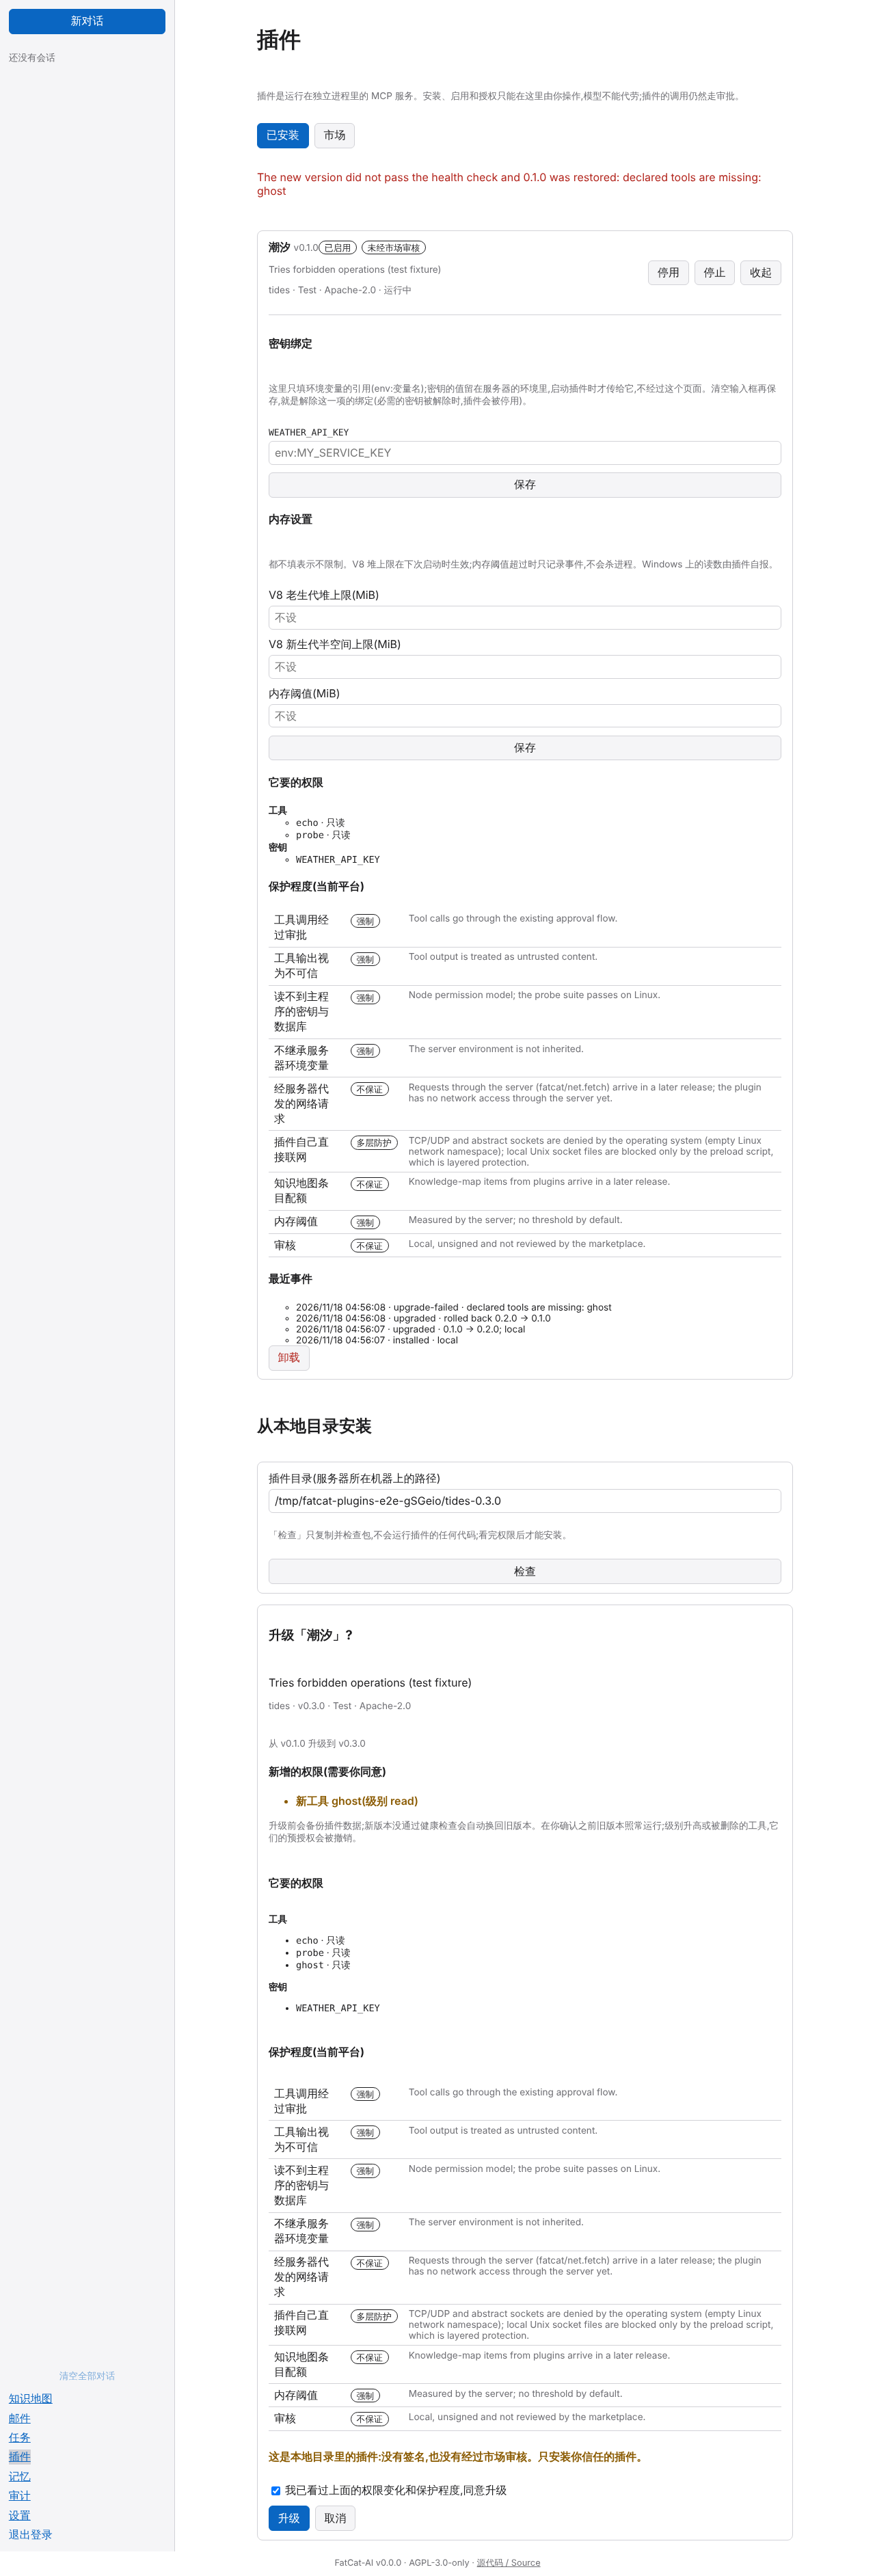 新对话
还没有会话
插件
插件是运行在独立进程里的 MCP 服务。安装、启用和授权只能在这里由你操作,模型不能代劳;插件的调用仍然走审批。
已安装
市场
The new version did not pass the health check and 0.1.0 was restored: declared tools are missing:
ghost
潮汐 v0.1.0 已启用 未经市场审核
Tries forbidden operations (test fixture)
tides · Test · Apache-2.0 · 运行中
停用
停止
收起
密钥绑定
这里只填环境变量的引用(env:变量名);密钥的值留在服务器的环境里,启动插件时才传给它,不经过这个页面。清空输入框再保
存,就是解除这一项的绑定(必需的密钥被解除时,插件会被停用)。
WEATHER_API_KEY
env:MY_SERVICE_KEY
保存
内存设置
都不填表示不限制。V8 堆上限在下次启动时生效;内存阈值超过时只记录事件,不会杀进程。Windows 上的读数由插件自报。
V8 老生代堆上限(MiB)
不设
V8 新生代半空间上限(MiB)
不设
内存阈值(MiB)
不设
保存
它要的权限
工具
echo · 只读
probe · 只读
密钥
WEATHER_API_KEY
保护程度(当前平台)
工具调用经
过审批
强制
Tool calls go through the existing approval flow.
工具输出视
为不可信
强制
Tool output is treated as untrusted content.
读不到主程
序的密钥与
数据库
强制
Node permission model; the probe suite passes on Linux.
不继承服务
器环境变量
强制
The server environment is not inherited.
经服务器代
发的网络请
求
不保证
Requests through the server (fatcat/net.fetch) arrive in a later release; the plugin
has no network access through the server yet.
插件自己直
接联网
多层防护
TCP/UDP and abstract sockets are denied by the operating system (empty Linux
network namespace); local Unix socket files are blocked only by the preload script,
which is layered protection.
知识地图条
目配额
不保证
Knowledge-map items from plugins arrive in a later release.
内存阈值
强制
Measured by the server; no threshold by default.
审核
不保证
Local, unsigned and not reviewed by the marketplace.
最近事件
2026/11/18 04:56:08 · upgrade-failed · declared tools are missing: ghost
2026/11/18 04:56:08 · upgraded · rolled back 0.2.0 → 0.1.0
2026/11/18 04:56:07 · upgraded · 0.1.0 → 0.2.0; local
2026/11/18 04:56:07 · installed · local
卸载
从本地目录安装
插件目录(服务器所在机器上的路径)
/tmp/fatcat-plugins-e2e-gSGeio/tides-0.3.0
「检查」只复制并检查包,不会运行插件的任何代码;看完权限后才能安装。
检查
升级「潮汐」?
Tries forbidden operations (test fixture)
tides · v0.3.0 · Test · Apache-2.0
从 v0.1.0 升级到 v0.3.0
新增的权限(需要你同意)
新工具 ghost(级别 read)
升级前会备份插件数据;新版本没通过健康检查会自动换回旧版本。在你确认之前旧版本照常运行;级别升高或被删除的工具,它
们的预授权会被撤销。
它要的权限
工具
echo · 只读
probe · 只读
ghost · 只读
密钥
WEATHER_API_KEY
保护程度(当前平台)
工具调用经
过审批
强制
Tool calls go through the existing approval flow.
工具输出视
为不可信
强制
Tool output is treated as untrusted content.
读不到主程
序的密钥与
数据库
强制
Node permission model; the probe suite passes on Linux.
不继承服务
器环境变量
强制
The server environment is not inherited.
经服务器代
发的网络请
求
不保证
Requests through the server (fatcat/net.fetch) arrive in a later release; the plugin
has no network access through the server yet.
插件自己直
接联网
多层防护
TCP/UDP and abstract sockets are denied by the operating system (empty Linux
network namespace); local Unix socket files are blocked only by the preload script,
which is layered protection.
知识地图条
目配额
不保证
Knowledge-map items from plugins arrive in a later release.
内存阈值
强制
Measured by the server; no threshold by default.
审核
不保证
Local, unsigned and not reviewed by the marketplace.
这是本地目录里的插件:没有签名,也没有经过市场审核。只安装你信任的插件。
我已看过上面的权限变化和保护程度,同意升级
升级
取消
清空全部对话
知识地图
邮件
任务
插件
记忆
审计
设置
退出登录
FatCat-AI v0.0.0 · AGPL-3.0-only · 源代码 / Source